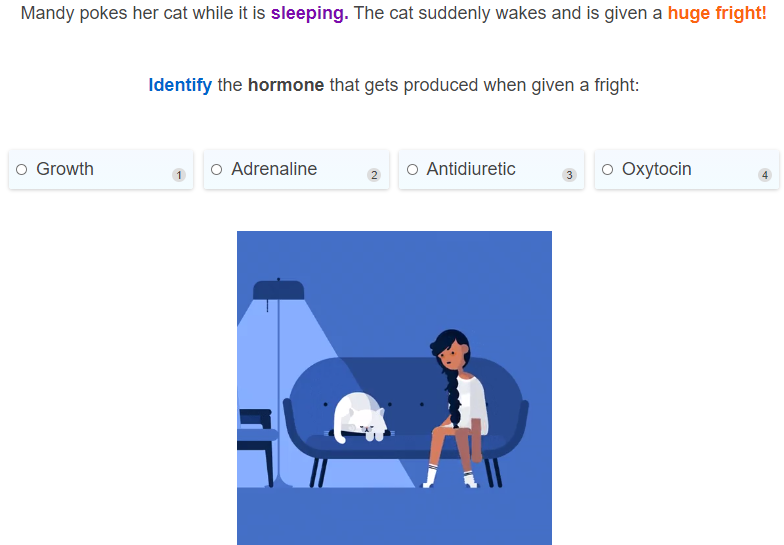 Mandy pokes her cat while it is sleeping. The cat suddenly wakes and is given a huge fright!
Identify the hormone that gets produced when given a fright:
Growth 1
Adrenaline 2
Antidiuretic 3
Oxytocin 4